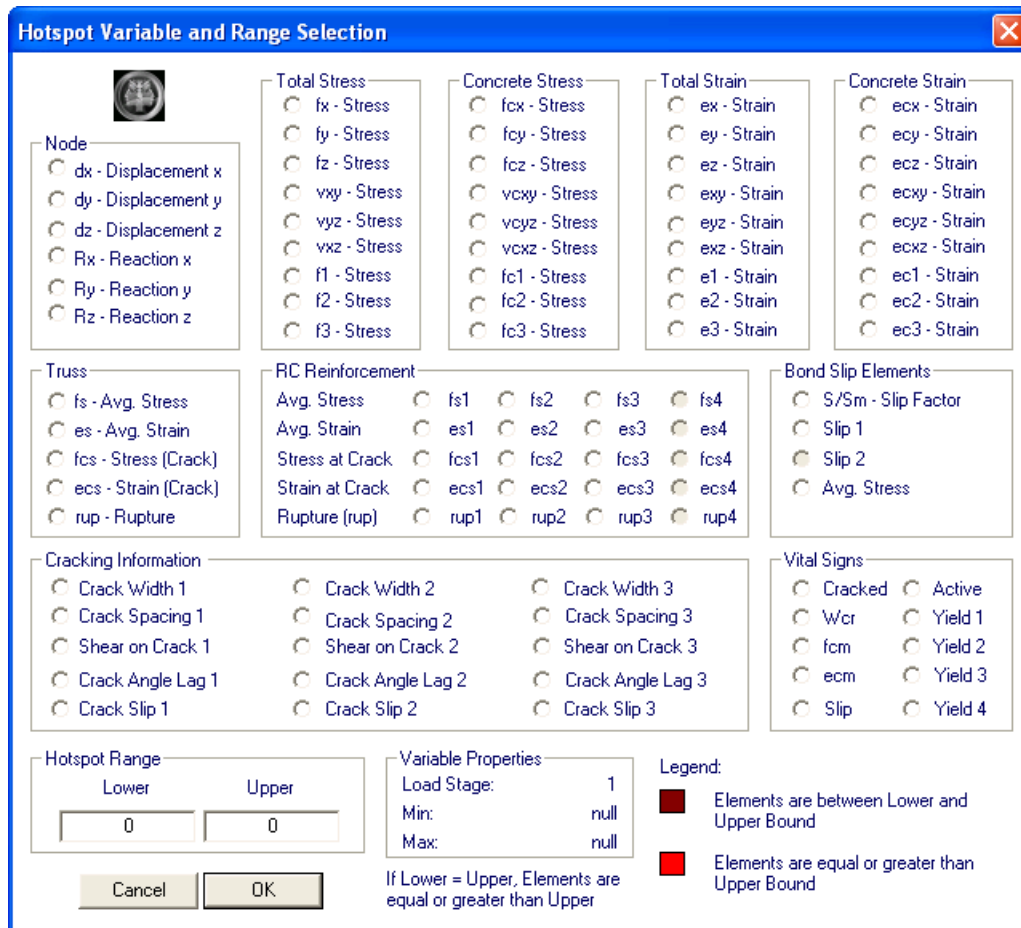 Hotspot Variable and Range Selection
Node
dx - Displacement x
dy - Displacement y
dz - Displacement z
Rx - Reaction x
Ry - Reaction y
Rz - Reaction z
Total Stress
fx - Stress
fy - Stress
fz - Stress
vxy - Stress
vyz - Stress
vxz - Stress
f1 - Stress
f2 - Stress
f3 - Stress
Concrete Stress
fcx - Stress
fcy - Stress
fcz - Stress
vcxy - Stress
vcyz - Stress
vcxz - Stress
fc1 - Stress
fc2 - Stress
fc3 - Stress
Total Strain
ex - Strain
ey - Strain
ez - Strain
exy - Strain
eyz - Strain
exz - Strain
e1 - Strain
e2 - Strain
e3 - Strain
Concrete Strain
ecx - Strain
ecy - Strain
ecz - Strain
ecxy - Strain
ecyz - Strain
ecxz - Strain
ec1 - Strain
ec2 - Strain
ec3 - Strain
Truss
fs - Avg. Stress
es - Avg. Strain
fcs - Stress (Crack)
ecs - Strain (Crack)
rup - Rupture
RC Reinforcement
Avg. Stress fs1 fs2 fs3 fs4
Avg. Strain es1 es2 es3 es4
Stress at Crack fcs1 fcs2 fcs3 fcs4
Strain at Crack ecs1 ecs2 ecs3 ecs4
Rupture (rup) rup1 rup2 rup3 rup4
Bond Slip Elements
S/Sm - Slip Factor
Slip 1
Slip 2
Avg. Stress
Cracking Information
Crack Width 1 Crack Width 2 Crack Width 3
Crack Spacing 1 Crack Spacing 2 Crack Spacing 3
Shear on Crack 1 Shear on Crack 2 Shear on Crack 3
Crack Angle Lag 1 Crack Angle Lag 2 Crack Angle Lag 3
Crack Slip 1 Crack Slip 2 Crack Slip 3
Vital Signs
Cracked Active
Wcr Yield 1
fcm Yield 2
ecm Yield 3
Slip Yield 4
Hotspot Range
Lower Upper
0 0
Cancel OK
Variable Properties
Load Stage: 1
Min: null
Max: null
If Lower = Upper, Elements are
equal or greater than Upper
Legend:
Elements are between Lower and
Upper Bound
Elements are equal or greater than
Upper Bound